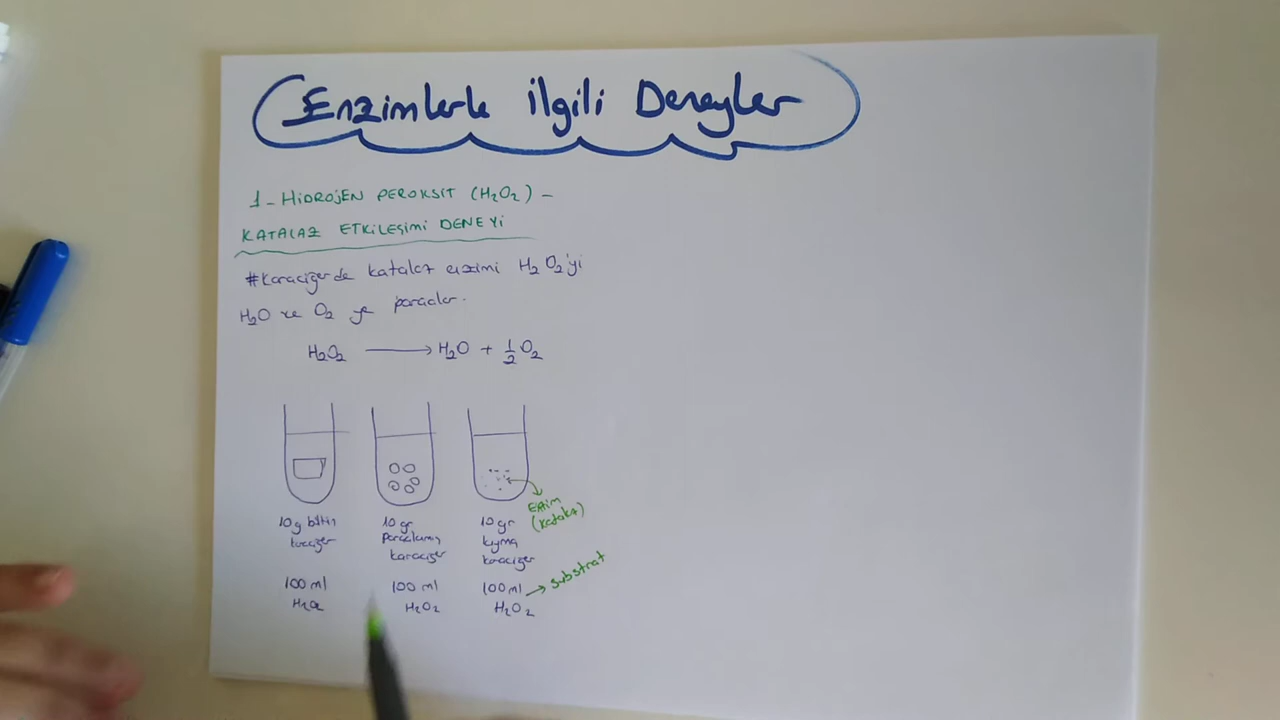 Enzimlerle ilgili Deneyler
1- HİDROJEN PEROKSİT (H₂O₂) -
KATALAZ ETKİLEŞİMİ DENEYİ
#Karaciğerde katalaz enzimi H₂O₂'yi
H₂O ve O₂ ye parçalar.
H₂O₂ → H₂O + ½ O₂
Enzim
(katalaz)
10g bütün
karaciğer
10 gr
Parçalanmış
karaciğer
10 gr
kıyma
karaciğer
100 ml
H₂O₂
100 ml
H₂O₂
100 ml → substrat
H₂O₂